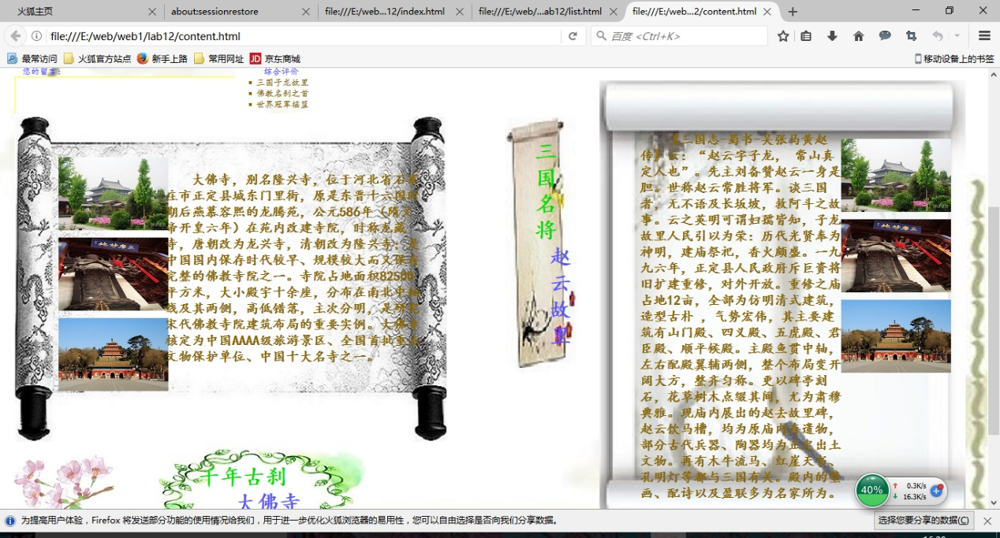 火狐主页
about:sessionrestore
file:///E:/web...12/index.html
file:///E:/web/...ab12/list.html
file:///E:/web...2/content.html
file:///E:/web/web1/lab12/content.html
百度 <Ctrl+K>
最常访问
火狐官方站点
新手上路
常用网址
JD 京东商城
移动设备上的书签
您的留言:
综合评价
三国子龙故里
佛教名刹之首
世界冠军摇篮
大佛寺，别名隆兴寺，位于河北省石家
庄市正定县城东门里街，原是东晋十六国时
期后燕慕容熙的龙腾苑，公元586年（隋文
帝开皇六年）在苑内改建寺院，时称龙藏
寺，唐朝改为龙兴寺，清朝改为隆兴寺；是
中国国内保存时代较早、规模较大而又保存
完整的佛教寺院之一。寺院占地面积82500
平方米，大小殿宇十余座，分布在南北中轴
线及其两侧，高低错落，主次分明，是研究
宋代佛教寺院建筑布局的重要实例。大佛寺
核定为中国AAAA级旅游景区、全国首批重点
文物保护单位、中国十大名寺之一。
三国名将
赵云故里
三国志-蜀书-关张马黄赵
传：“赵云字子龙， 常山真
定人也”。先主刘备赞赵云一身是
胆。世称赵云常胜将军。谈三国
者，无不语及长坂坡，救阿斗之故
事。云之英明可谓妇孺皆知，子龙
故里人民引以为荣：历代光贤奉为
神明，建庙祭祀，香火颇盛。一九
九六年，正定县人民政府斥巨资将
旧扩建重修，对外开放。重修之庙
占地12亩，全部为仿明清式建筑，
造型古朴 ，气势宏伟，其主要建
筑有山门殿、四义殿、五虎殿、君
臣殿、顺平候殿。主殿鱼贯中轴，
左右配殿翼辅两侧，整个布局变开
阔大方，整齐匀称。更以碑亭刻
石，花草树木点缀其间，尤为肃穆
典雅。现庙内展出的赵去故里碑，
赵云饮马槽，均为原庙内存遗物，
部分古代兵器、陶器均为正定出土
文物。再有木牛流马、红崖天书、
孔明灯等都与三国有关。殿内的壁
画、配诗以及盈联多为名家所为。
千年古刹
大佛寺
40%
0.3K/s
16.3K/s
为提高用户体验，Firefox 将发送部分功能的使用情况给我们，用于进一步优化火狐浏览器的易用性，您可以自由选择是否向我们分享数据。
选择您要分享的数据(C)